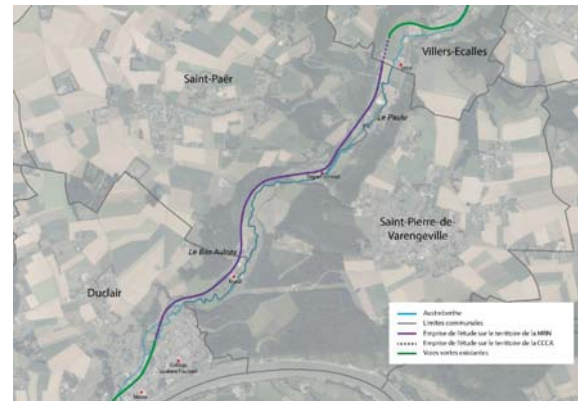 Villers-Ecalles
Saint-Paër
Le Paulu
Saint-Pierre-de-
Varengeville
Le Bas-Aulnay
Duclair
Austreberthe
Limites communales
Emprise de l'étude sur le territoire de la MRN
Emprise de l'étude sur le territoire de la CCCA
Voies vertes existantes
Mairie